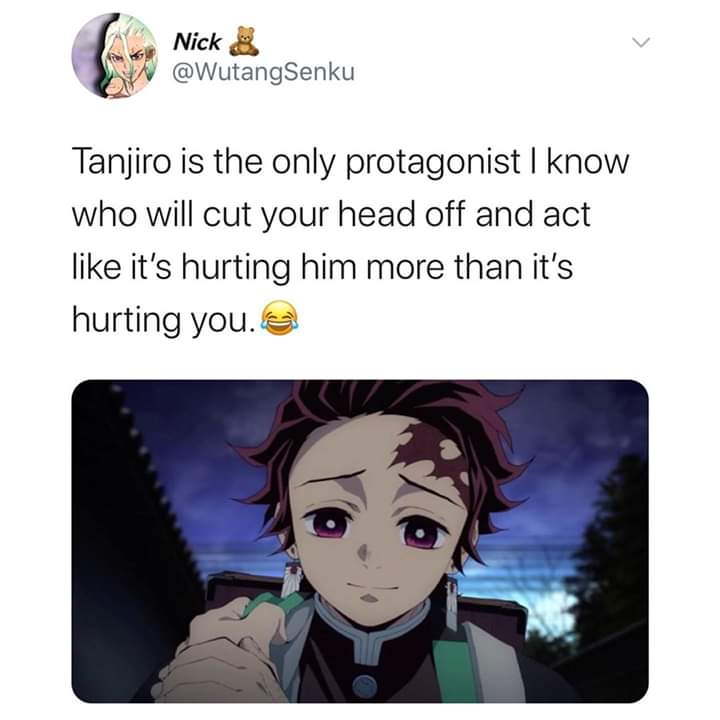 Nick 🧸
@WutangSenku
Tanjiro is the only protagonist I know
who will cut your head off and act
like it’s hurting him more than it’s
hurting you.😂